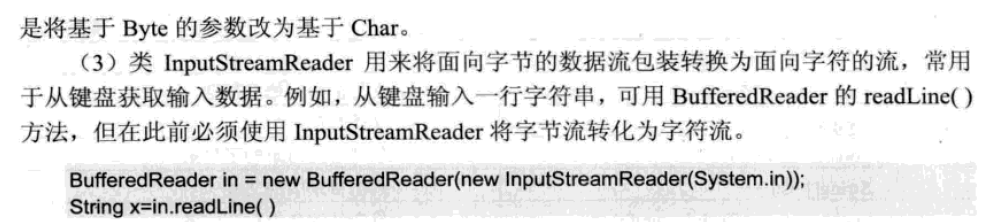 是将基于 Byte 的参数改为基于 Char。
（3）类 InputStreamReader 用来将面向字节的数据流包装转换为面向字符的流，常用
于从键盘获取输入数据。例如，从键盘输入一行字符串，可用 BufferedReader 的 readLine( )
方法，但在此前必须使用 InputStreamReader 将字节流转化为字符流。
BufferedReader in = new BufferedReader(new InputStreamReader(System.in));
String x=in.readLine( )